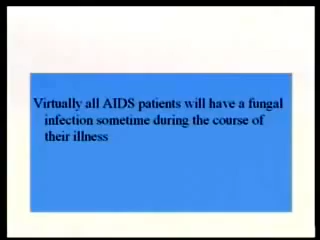 Virtually all AIDS patients will have a fungal
infection sometime during the course of
their illness